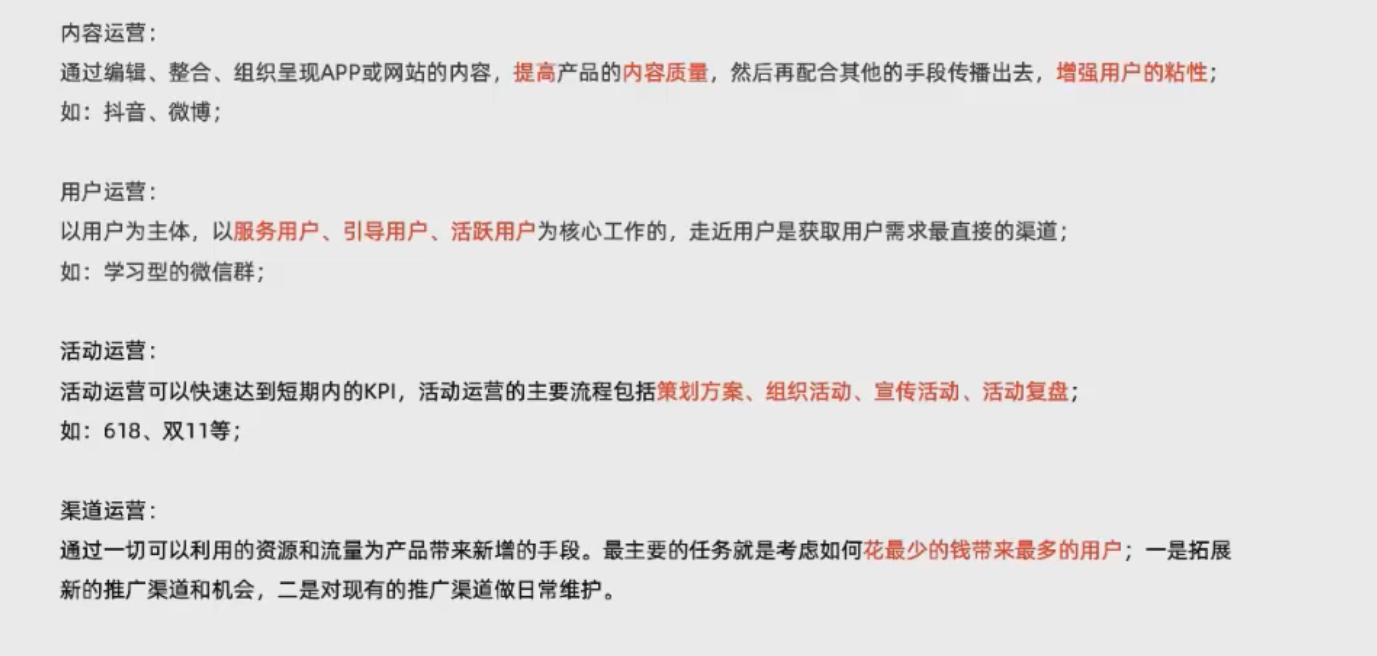 内容运营：
通过编辑、整合、组织呈现APP或网站的内容，提高产品的内容质量，然后再配合其他的手段传播出去，增强用户的粘性；
如：抖音、微博；
用户运营：
以用户为主体，以服务用户、引导用户、活跃用户为核心工作的，走近用户是获取用户需求最直接的渠道；
如：学习型的微信群；
活动运营：
活动运营可以快速达到短期内的KPI，活动运营的主要流程包括策划方案、组织活动、宣传活动、活动复盘；
如：618、双11等；
渠道运营：
通过一切可以利用的资源和流量为产品带来新增的手段。最主要的任务就是考虑如何花最少的钱带来最多的用户；一是拓展
新的推广渠道和机会，二是对现有的推广渠道做日常维护。